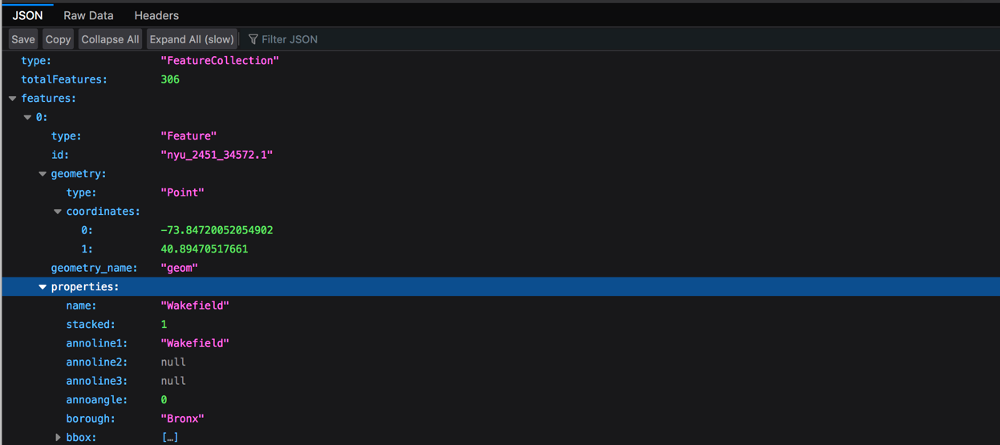 JSON Raw Data Headers
Save Copy Collapse All Expand All (slow) Filter JSON
type: "FeatureCollection"
totalFeatures: 306
features:
0:
type: "Feature"
id: "nyu_2451_34572.1"
geometry:
type: "Point"
coordinates:
0: -73.84720052054902
1: 40.89470517661
geometry_name: "geom"
properties:
name: "Wakefield"
stacked: 1
annoline1: "Wakefield"
annoline2: null
annoline3: null
annoangle: 0
borough: "Bronx"
bbox: […]